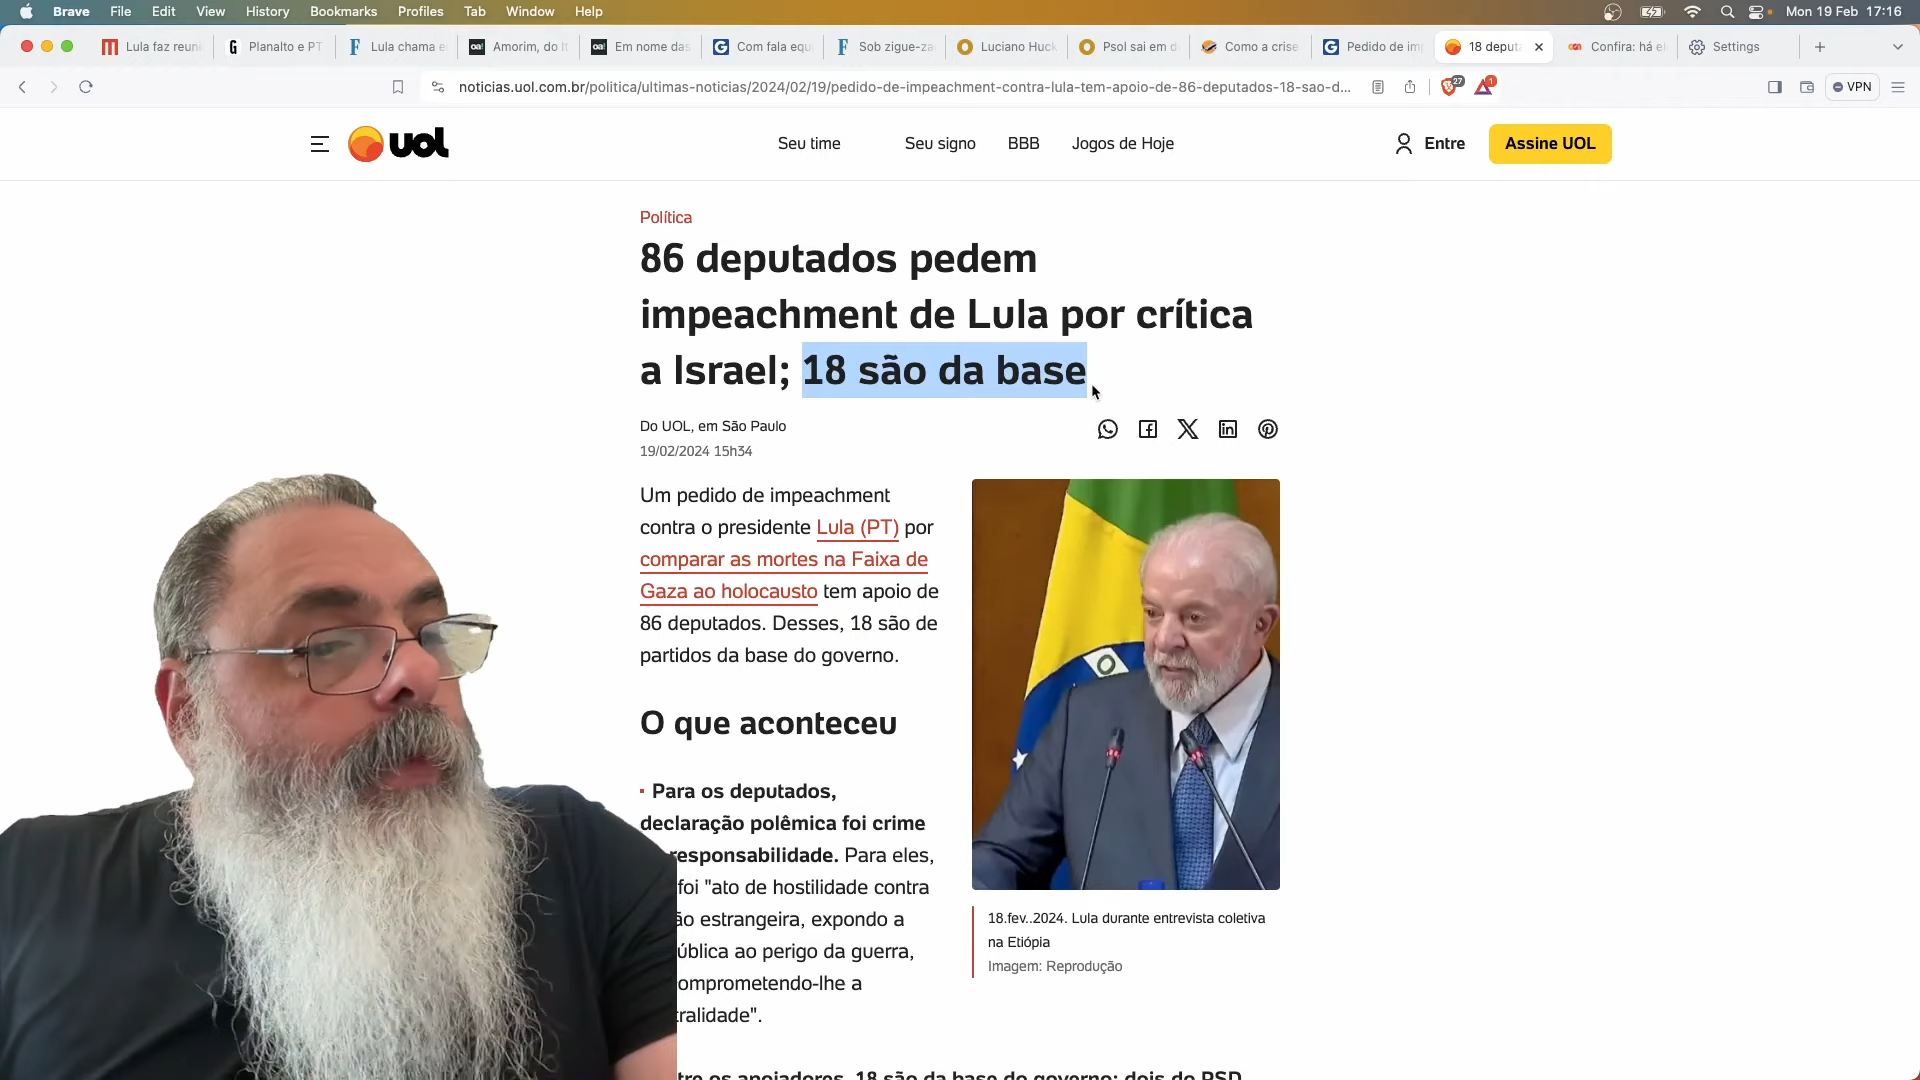 Brave File Edit View History Bookmarks Profiles Tab Window Help Mon 19 Feb 17:16
Lula faz reuni Planalto e PT Lula chama e Amorim, do It Em nome das Com fala equi Sob zigue-za Luciano Huck Psol sai em d Como a crise Pedido de im 18 deput Confira: há el Settings
noticias.uol.com.br/politica/ultimas-noticias/2024/02/19/pedido-de-impeachment-contra-lula-tem-apoio-de-86-deputados-18-sao-d... 27 1 VPN
uol Seu time Seu signo BBB Jogos de Hoje Entre Assine UOL
Política
86 deputados pedem
impeachment de Lula por crítica
a Israel; 18 são da base
Do UOL, em São Paulo
19/02/2024 15h34
Um pedido de impeachment
contra o presidente Lula (PT) por
comparar as mortes na Faixa de
Gaza ao holocausto tem apoio de
86 deputados. Desses, 18 são de
partidos da base do governo.
O que aconteceu
Para os deputados,
declaração polêmica foi crime
responsabilidade. Para eles,
foi "ato de hostilidade contra
ão estrangeira, expondo a
ública ao perigo da guerra,
omprometendo-lhe a
tralidade".
18.fev..2024. Lula durante entrevista coletiva
na Etiópia
Imagem: Reprodução
tre os apoiadores, 18 são da base do governo: dois do PSD